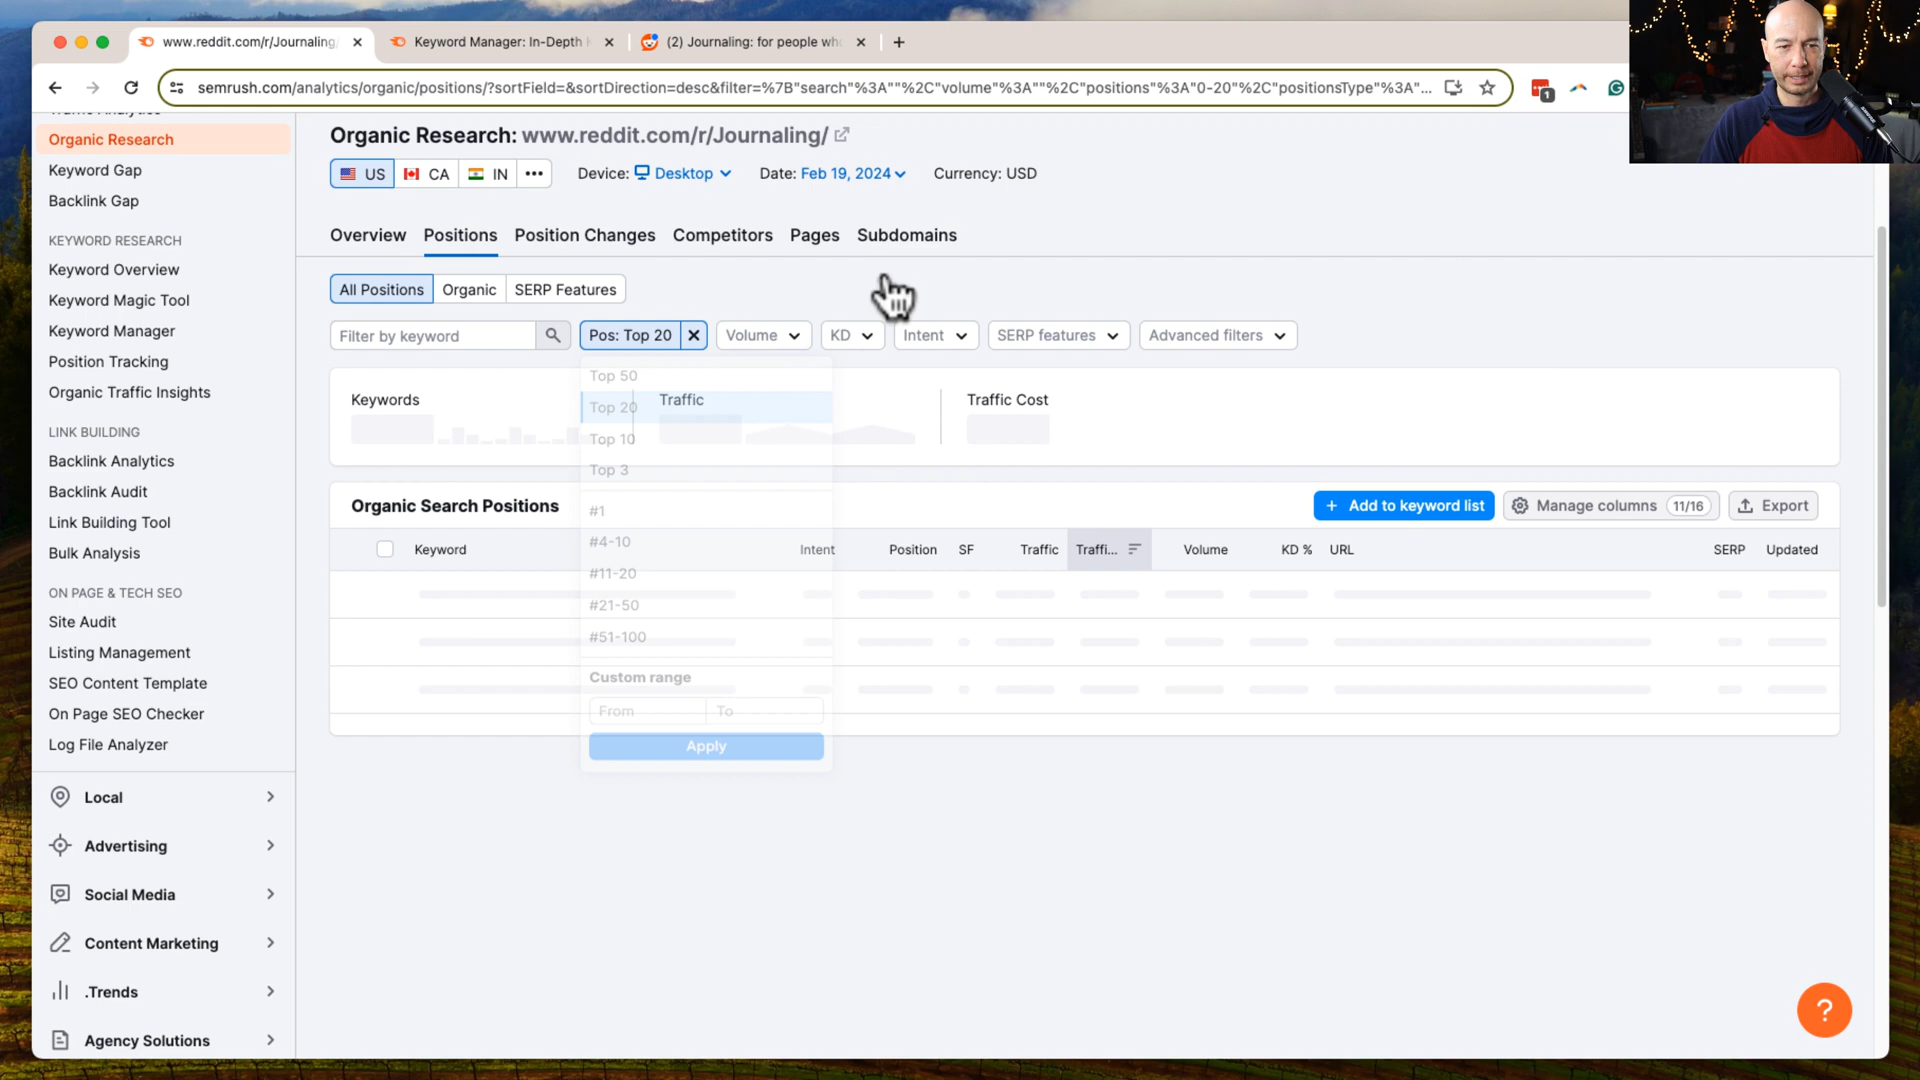 www.reddit.com/r/Journaling/
Keyword Manager: In-Depth
(2) Journaling: for people wh
semrush.com/analytics/organic/positions/?sortField=&sortDirection=desc&filter=%7B"search"%3A""%2C"volume"%3A""%2C"positions"%3A"0-20"%2C"positionsType"%3A"...
1
Organic Research: www.reddit.com/r/Journaling/
US CA IN ••• Device: Desktop Date: Feb 19, 2024 Currency: USD
Overview Positions Position Changes Competitors Pages Subdomains
All Positions Organic SERP Features
Filter by keyword Pos: Top 20 Volume KD Intent SERP features Advanced filters
Top 50
Top 20
Top 10
Top 3
#1
#4-10
#11-20
#21-50
#51-100
Custom range
From To
Apply
Keywords Traffic Traffic Cost
Organic Search Positions + Add to keyword list Manage columns 11/16 Export
Keyword Intent Position SF Traffic Traffi... Volume KD % URL SERP Updated
Organic Research
Keyword Gap
Backlink Gap
KEYWORD RESEARCH
Keyword Overview
Keyword Magic Tool
Keyword Manager
Position Tracking
Organic Traffic Insights
LINK BUILDING
Backlink Analytics
Backlink Audit
Link Building Tool
Bulk Analysis
ON PAGE & TECH SEO
Site Audit
Listing Management
SEO Content Template
On Page SEO Checker
Log File Analyzer
Local
Advertising
Social Media
Content Marketing
.Trends
Agency Solutions
?